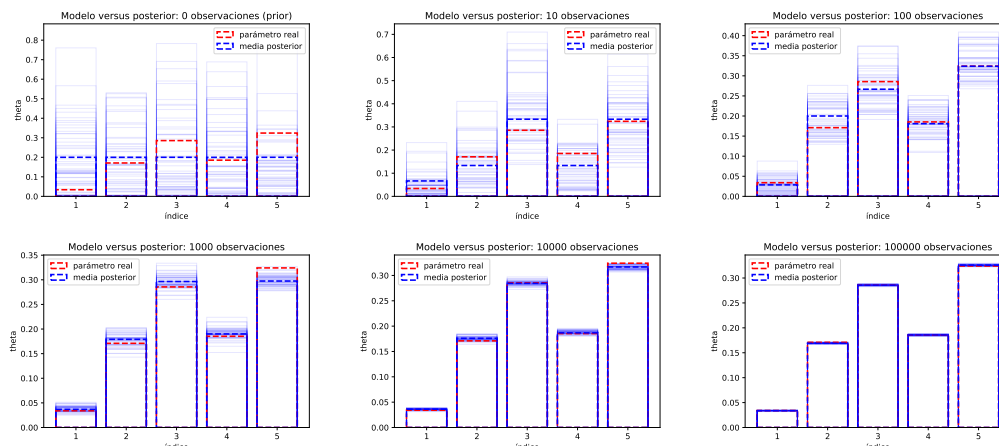 Modelo versus posterior: 0 observaciones (prior)
theta
0.8
0.7
0.6
0.5
0.4
0.3
0.2
0.1
0.0
parámetro real
media posterior
1 2 3 4 5
índice
Modelo versus posterior: 10 observaciones
theta
0.7
0.6
0.5
0.4
0.3
0.2
0.1
0.0
parámetro real
media posterior
1 2 3 4 5
índice
Modelo versus posterior: 100 observaciones
theta
0.40
0.35
0.30
0.25
0.20
0.15
0.10
0.05
0.00
parámetro real
media posterior
1 2 3 4 5
índice
Modelo versus posterior: 1000 observaciones
theta
0.35
0.30
0.25
0.20
0.15
0.10
0.05
0.00
parámetro real
media posterior
1 2 3 4 5
índice
Modelo versus posterior: 10000 observaciones
theta
0.30
0.25
0.20
0.15
0.10
0.05
0.00
parámetro real
media posterior
1 2 3 4 5
índice
Modelo versus posterior: 100000 observaciones
theta
0.30
0.25
0.20
0.15
0.10
0.05
0.00
parámetro real
media posterior
1 2 3 4 5
índice